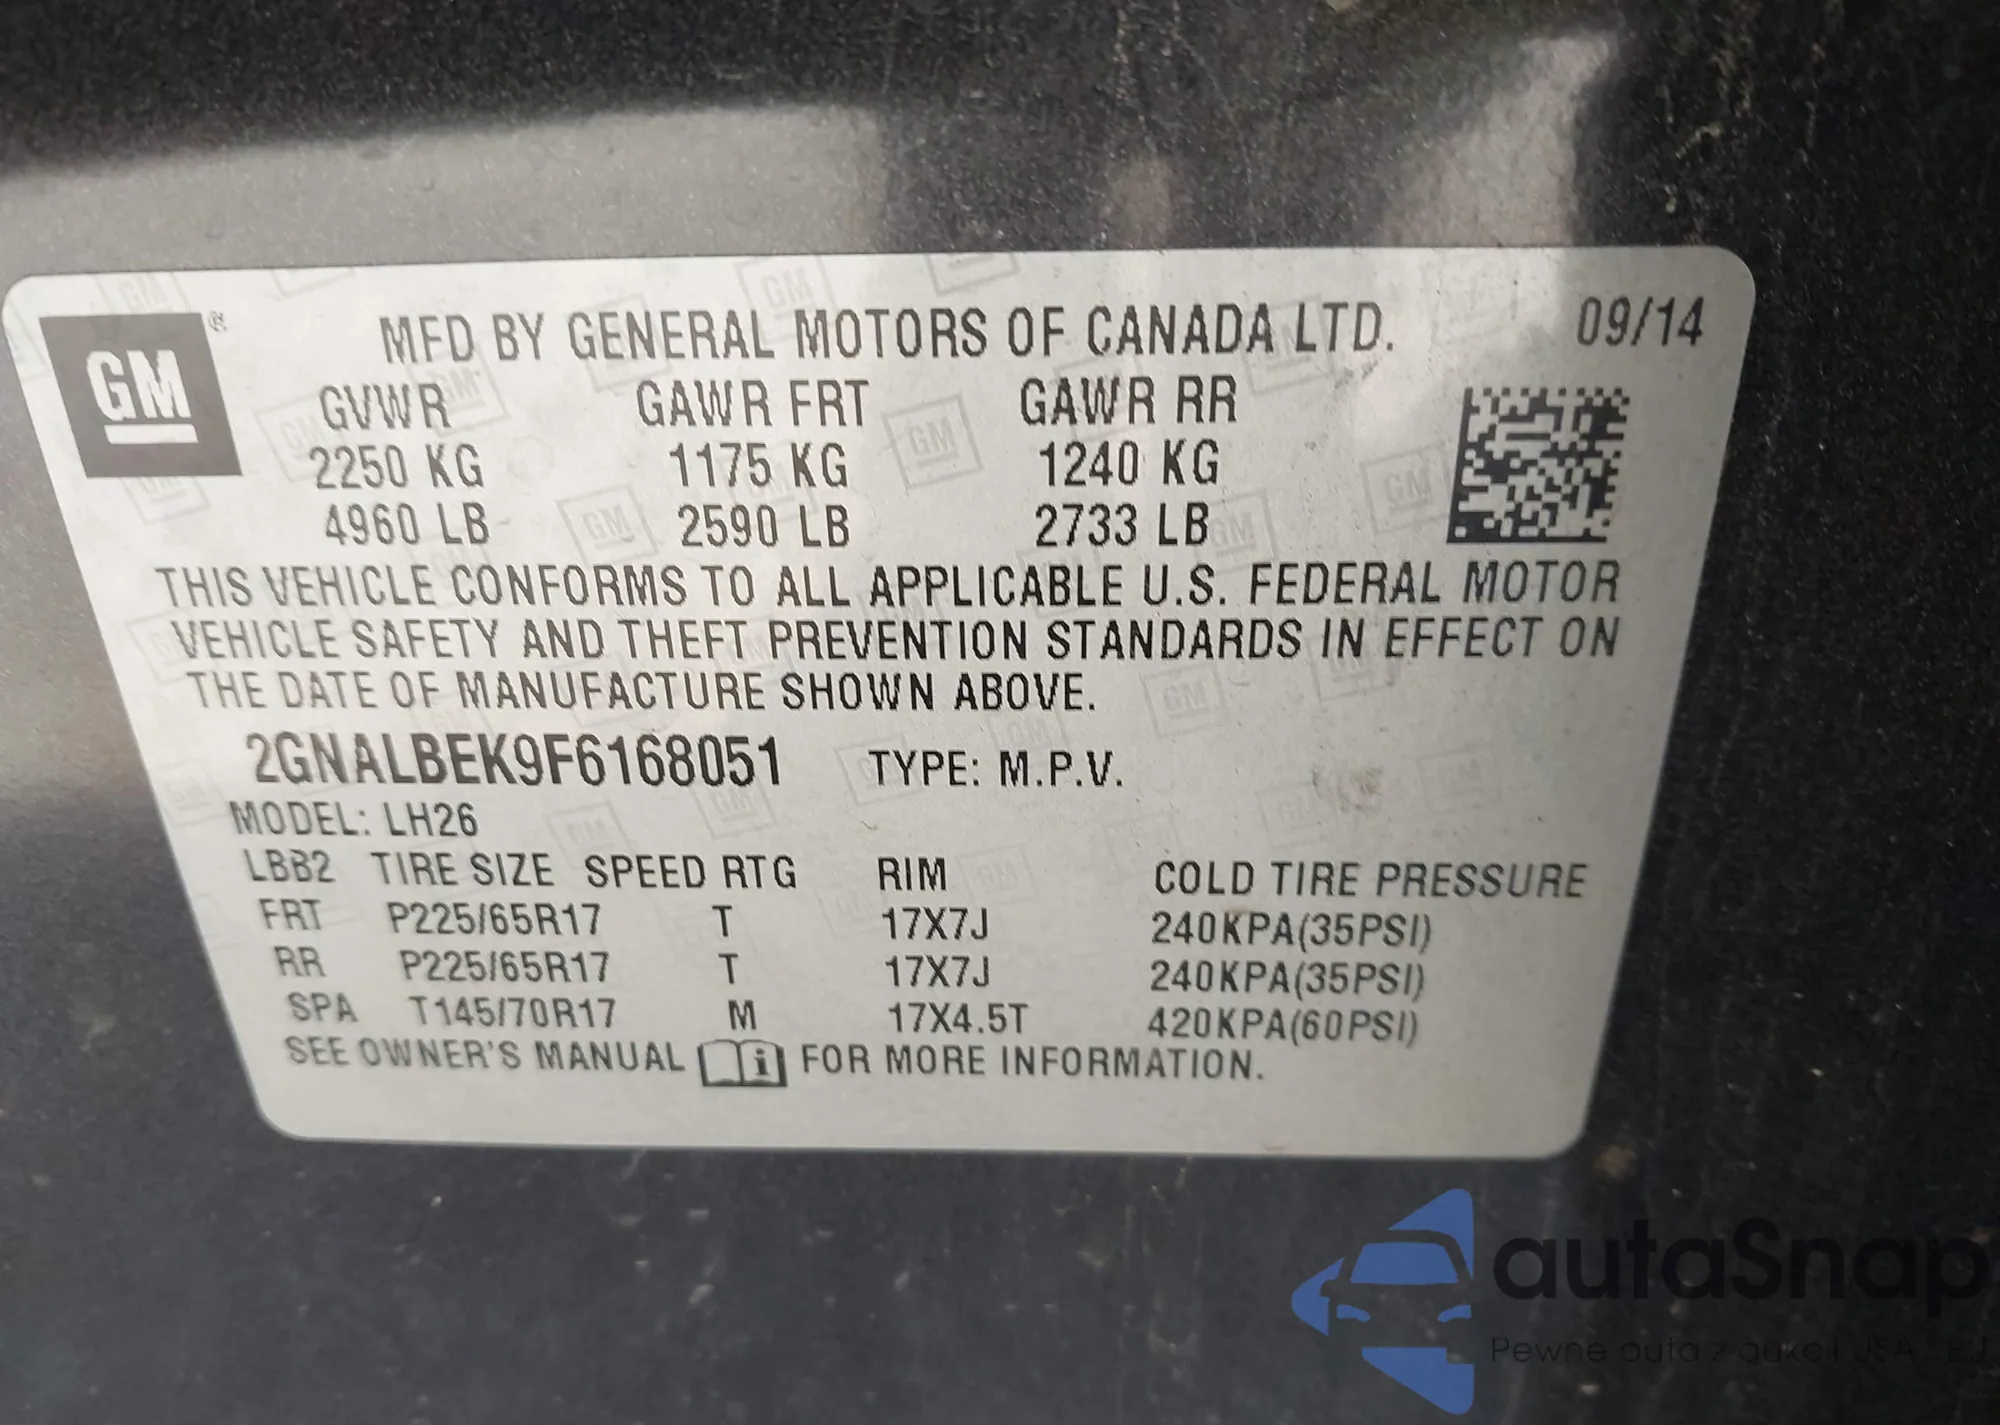 GM ®
MFD BY GENERAL MOTORS OF CANADA LTD. 09/14
GVWR GAWR FRT GAWR RR
2250 KG 1175 KG 1240 KG
4960 LB 2590 LB 2733 LB
THIS VEHICLE CONFORMS TO ALL APPLICABLE U.S. FEDERAL MOTOR
VEHICLE SAFETY AND THEFT PREVENTION STANDARDS IN EFFECT ON
THE DATE OF MANUFACTURE SHOWN ABOVE.
2GNALBEK9F6168051 TYPE: M.P.V.
MODEL: LH26
LBB2 TIRE SIZE SPEED RTG RIM COLD TIRE PRESSURE
FRT P225/65R17 T 17X7J 240KPA(35PSI)
RR P225/65R17 T 17X7J 240KPA(35PSI)
SPA T145/70R17 M 17X4.5T 420KPA(60PSI)
SEE OWNER'S MANUAL i FOR MORE INFORMATION.
autaSnap
Pewne auta z aukcji USA